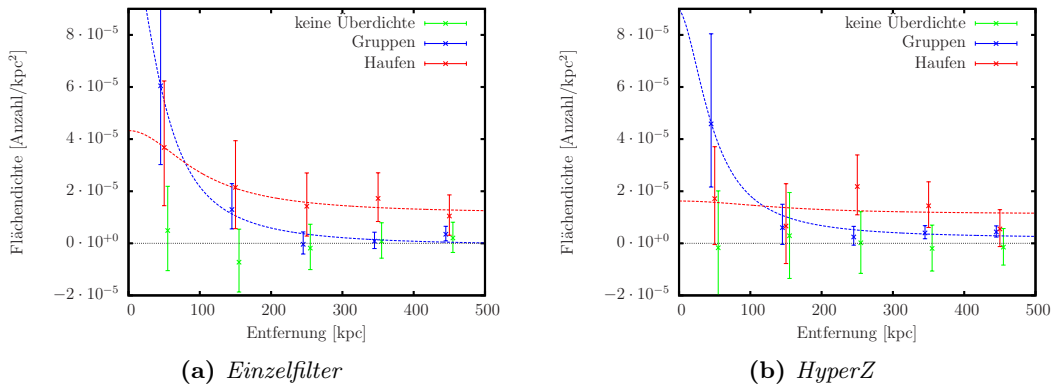 Flächendichte [Anzahl/kpc²]
8 · 10⁻⁵
6 · 10⁻⁵
4 · 10⁻⁵
2 · 10⁻⁵
0 · 10⁺⁰
−2 · 10⁻⁵
keine Überdichte
Gruppen
Haufen
0 100 200 300 400 500
Entfernung [kpc]
(a) Einzelfilter
Flächendichte [Anzahl/kpc²]
8 · 10⁻⁵
6 · 10⁻⁵
4 · 10⁻⁵
2 · 10⁻⁵
0 · 10⁺⁰
−2 · 10⁻⁵
keine Überdichte
Gruppen
Haufen
0 100 200 300 400 500
Entfernung [kpc]
(b) HyperZ